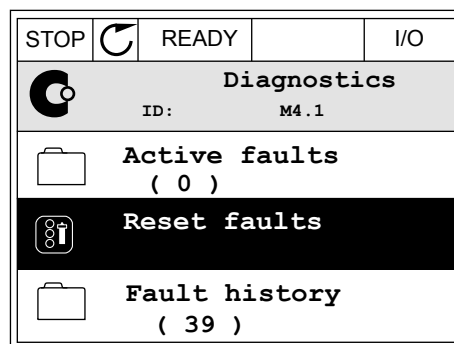 STOP READY I/O
Diagnostics
ID: M4.1
Active faults
( 0 )
Reset faults
Fault history
( 39 )